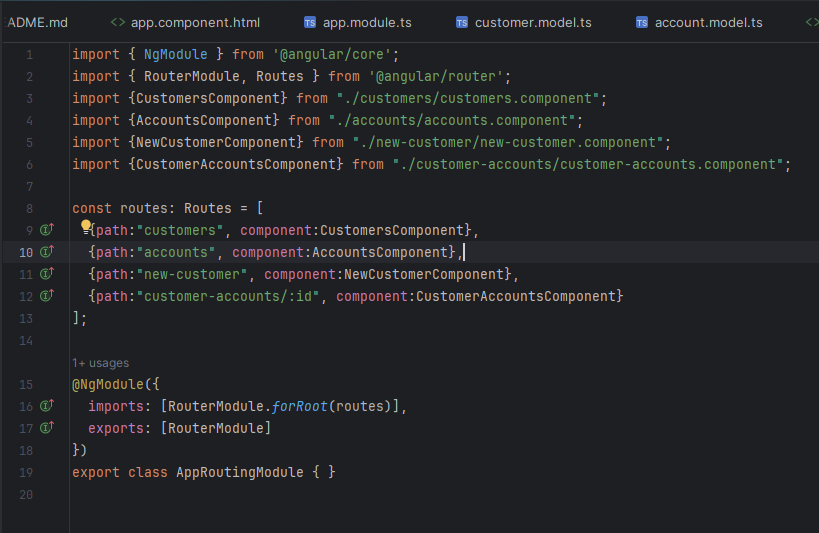 ADME.md <> app.component.html TS app.module.ts TS customer.model.ts TS account.model.ts <>
1 import { NgModule } from '@angular/core';
2 import { RouterModule, Routes } from '@angular/router';
3 import {CustomersComponent} from "./customers/customers.component";
4 import {AccountsComponent} from "./accounts/accounts.component";
5 import {NewCustomerComponent} from "./new-customer/new-customer.component";
6 import {CustomerAccountsComponent} from "./customer-accounts/customer-accounts.component";
7
8 const routes: Routes = [
9 {path:"customers", component:CustomersComponent},
10 {path:"accounts", component:AccountsComponent},
11 {path:"new-customer", component:NewCustomerComponent},
12 {path:"customer-accounts/:id", component:CustomerAccountsComponent}
13 ];
14
1+ usages
15 @NgModule({
16 imports: [RouterModule.forRoot(routes)],
17 exports: [RouterModule]
18 })
19 export class AppRoutingModule { }
20